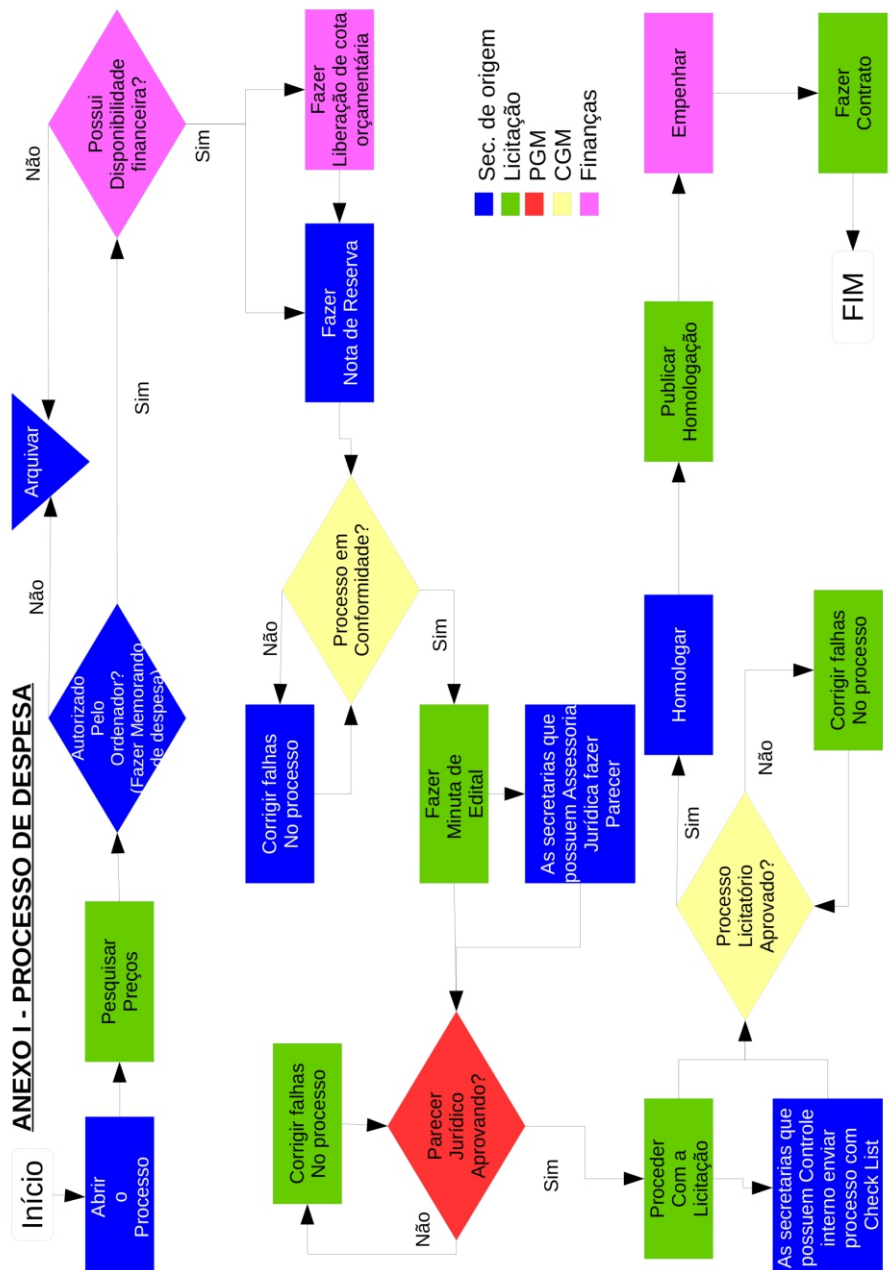 ANEXO I - PROCESSO DE DESPESA
Início
Abrir
o
Processo
Pesquisar
Preços
Autorizado
Pelo
Ordenador?
(Fazer Memorando
de despesa)
Não
Arquivar
Sim
Possui
Disponibilidade
financeira?
Não
Sim
Fazer
Liberação de cota
orçamentária
Fazer
Nota de Reserva
Processo em
Conformidade?
Não
Corrigir falhas
No processo
Sim
Fazer
Minuta de
Edital
As secretarias que
possuem Assessoria
Jurídica fazer
Parecer
Parecer
Jurídico
Aprovando?
Não
Corrigir falhas
No processo
Sim
Proceder
Com a
Licitação
As secretarias que
possuem Controle
interno enviar
processo com
Check List
Processo
Licitatório
Aprovado?
Não
Corrigir falhas
No processo
Sim
Homologar
Publicar
Homologação
Empenhar
Fazer
Contrato
FIM
Sec. de origem
Licitação
PGM
CGM
Finanças